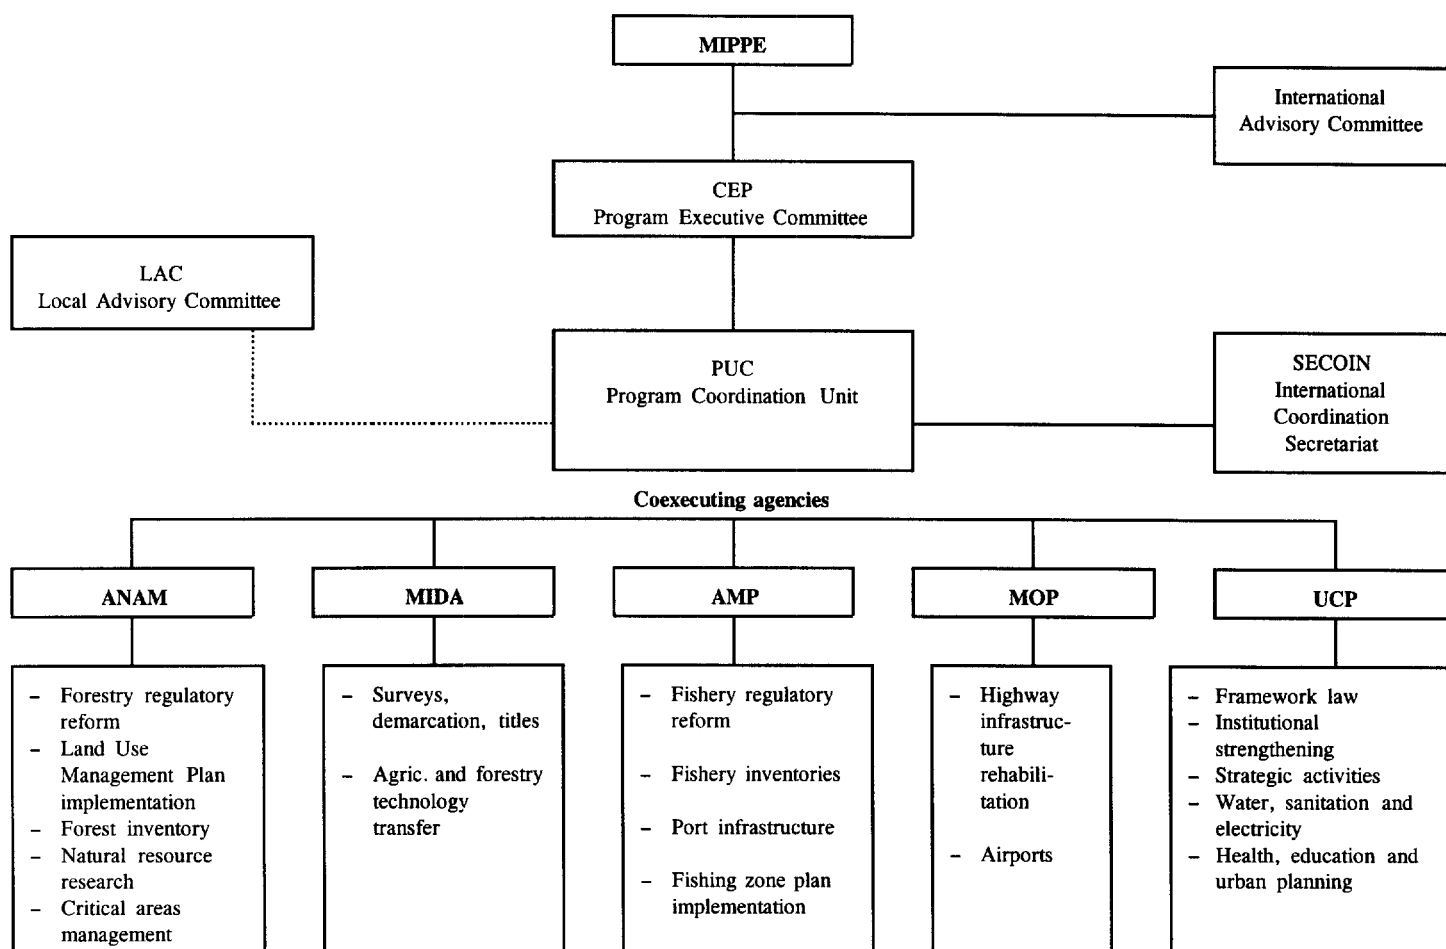 MIPPE
International
Advisory Committee
CEP
Program Executive Committee
LAC
Local Advisory Committee
PUC
Program Coordination Unit
SECOIN
International
Coordination
Secretariat
Coexecuting agencies
ANAM
MIDA
AMP
MOP
UCP
– Forestry regulatory
reform
– Land Use
Management Plan
implementation
– Forest inventory
– Natural resource
research
– Critical areas
management
– Surveys,
demarcation, titles
– Agric. and forestry
technology
transfer
– Fishery regulatory
reform
– Fishery inventories
– Port infrastructure
– Fishing zone plan
implementation
– Highway
infrastruc-
ture
rehabili-
tation
– Airports
– Framework law
– Institutional
strengthening
– Strategic activities
– Water, sanitation and
electricity
– Health, education and
urban planning